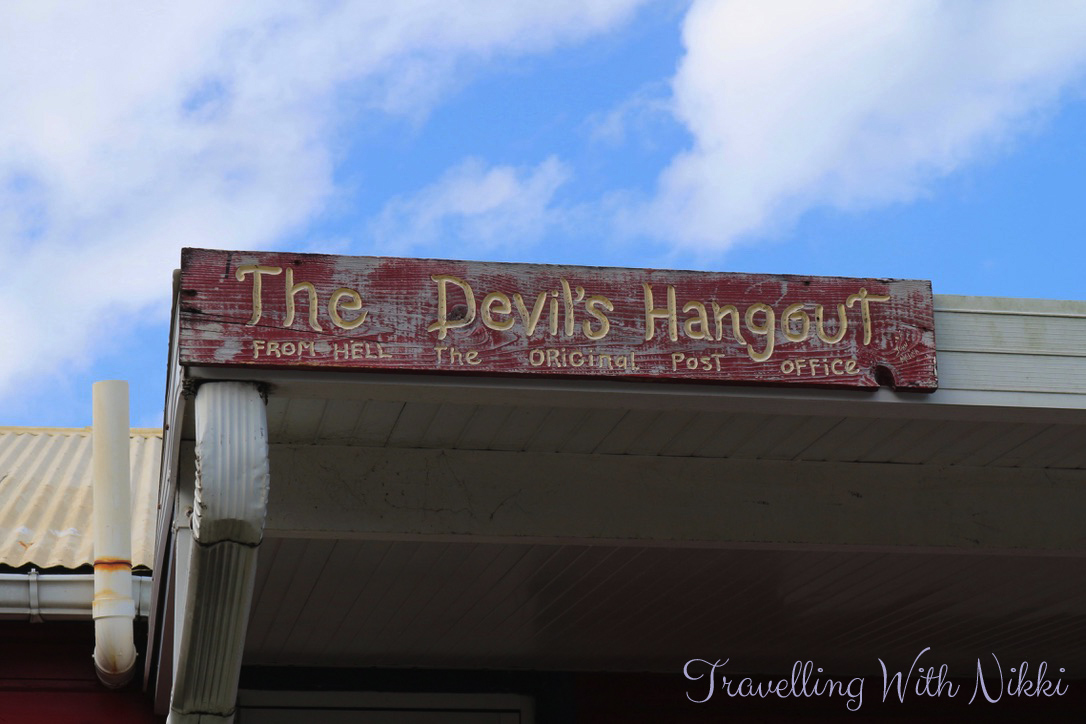 The Devil's Hangout
FROM HELL The ORiginal PosT office
Travelling With Nikki